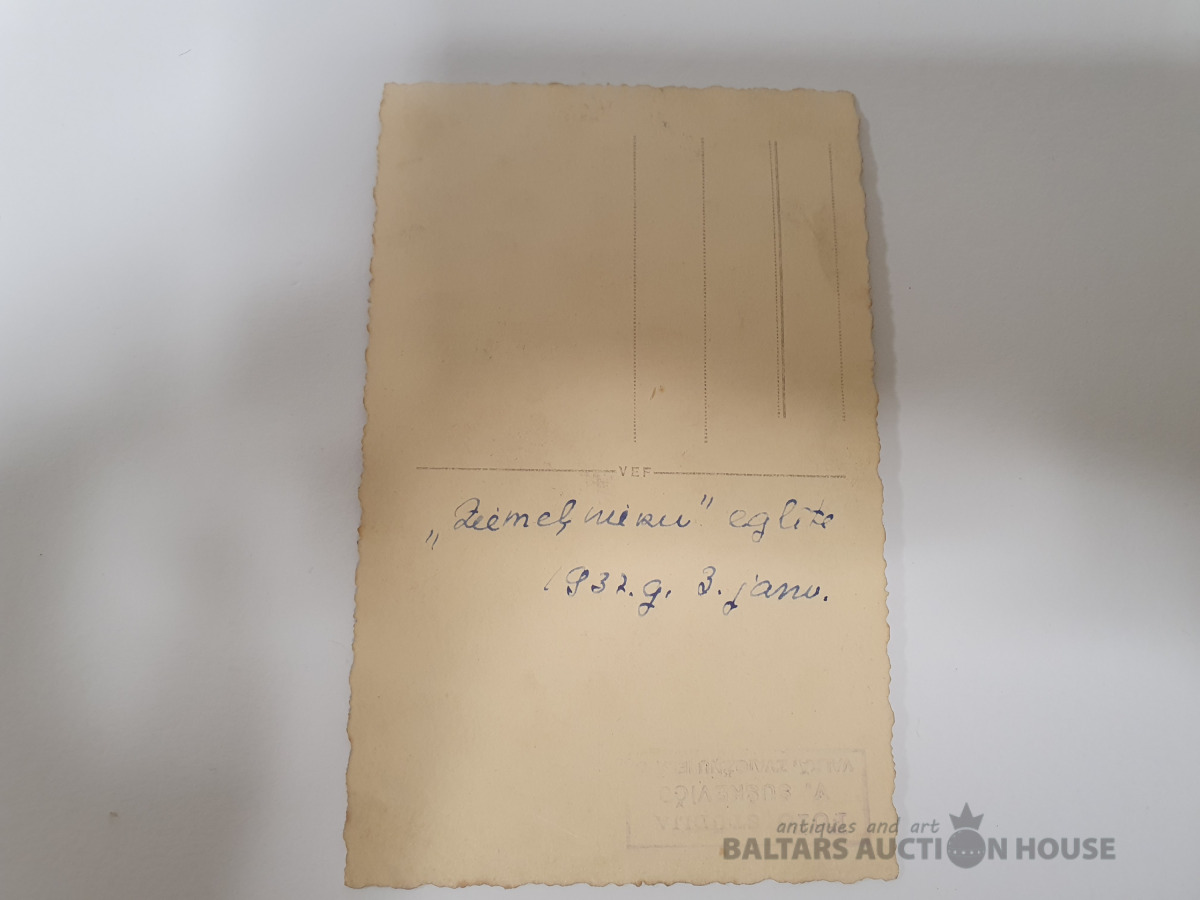 VEF
„Ziemeļnieku" eglīte
1932.g. 3. janv.
antiques and art
BALTARS AUCTION HOUSE